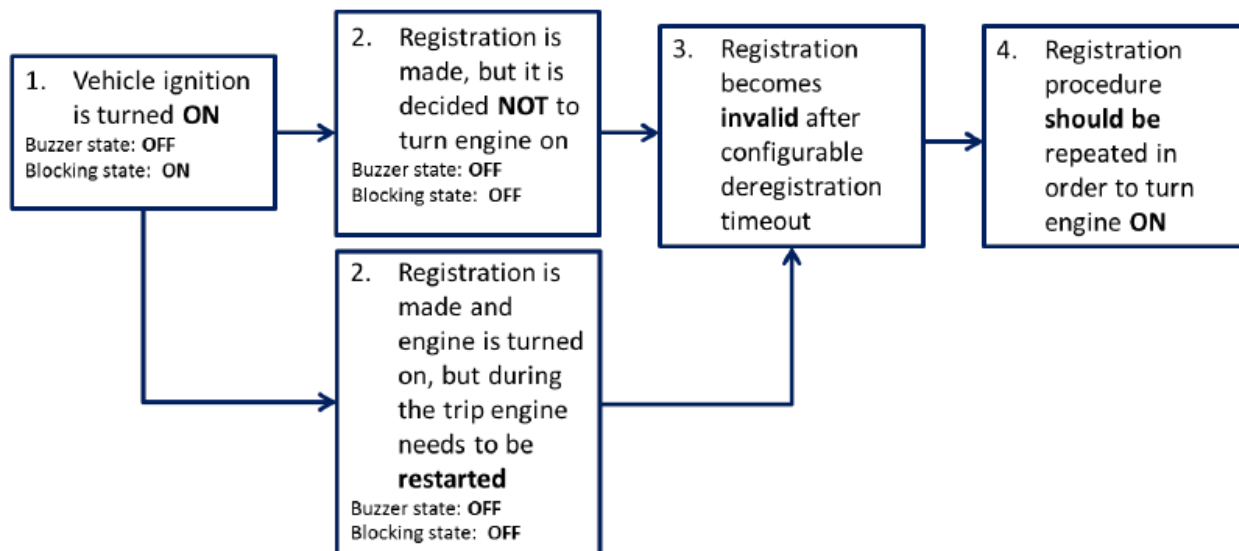 1. Vehicle ignition
is turned ON
Buzzer state: OFF
Blocking state: ON
2. Registration is
made, but it is
decided NOT to
turn engine on
Buzzer state: OFF
Blocking state: OFF
3. Registration
becomes
invalid after
configurable
deregistration
timeout
4. Registration
procedure
should be
repeated in
order to turn
engine ON
2. Registration is
made and
engine is turned
on, but during
the trip engine
needs to be
restarted
Buzzer state: OFF
Blocking state: OFF